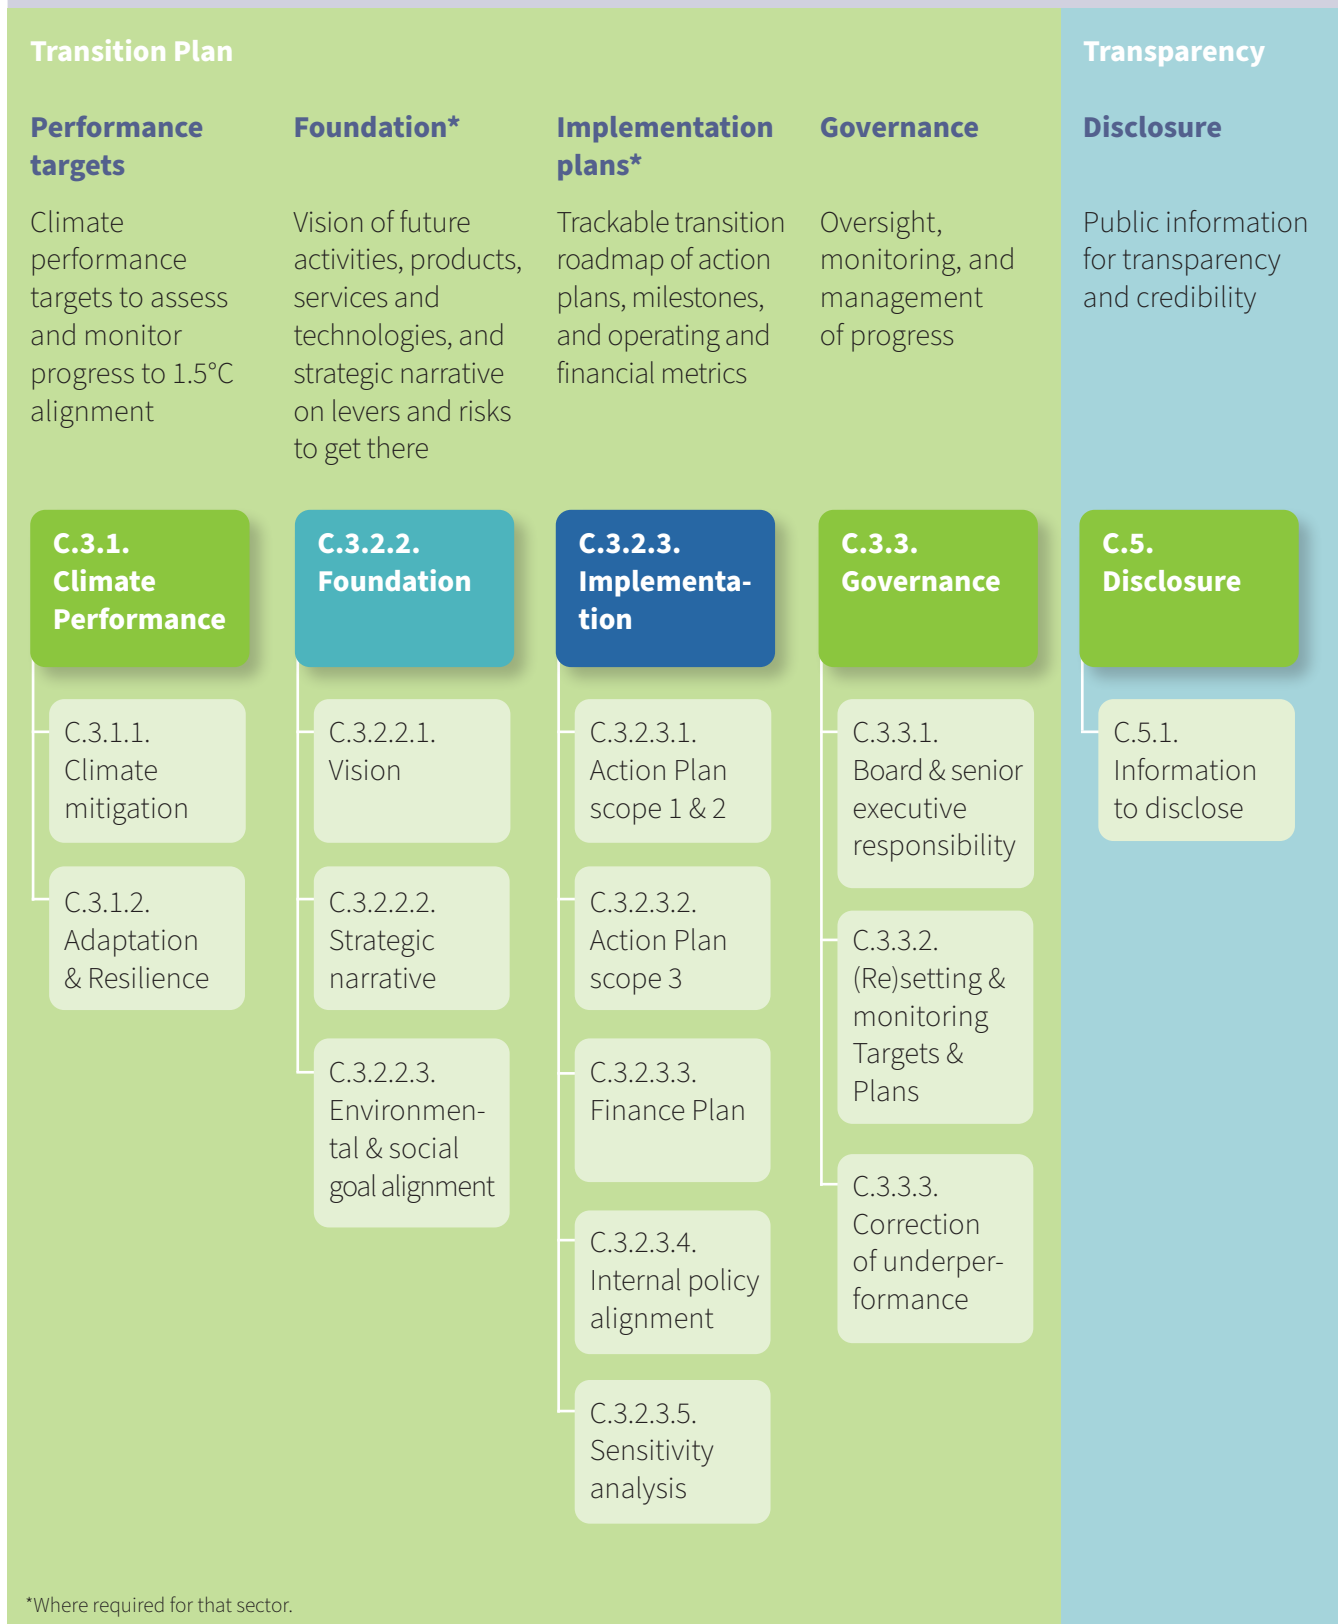 Transition Plan
Transparency
Performance
targets
Climate
performance
targets to assess
and monitor
progress to 1.5°C
alignment
Foundation*
Vision of future
activities, products,
services and
technologies, and
strategic narrative
on levers and risks
to get there
Implementation
plans*
Trackable transition
roadmap of action
plans, milestones,
and operating and
financial metrics
Governance
Oversight,
monitoring, and
management
of progress
Disclosure
Public information
for transparency
and credibility
C.3.1.
Climate
Performance
C.3.1.1.
Climate
mitigation
C.3.1.2.
Adaptation
& Resilience
C.3.2.2.
Foundation
C.3.2.2.1.
Vision
C.3.2.2.2.
Strategic
narrative
C.3.2.2.3.
Environmen-
tal & social
goal alignment
C.3.2.3.
Implementa-
tion
C.3.2.3.1.
Action Plan
scope 1 & 2
C.3.2.3.2.
Action Plan
scope 3
C.3.2.3.3.
Finance Plan
C.3.2.3.4.
Internal policy
alignment
C.3.2.3.5.
Sensitivity
analysis
C.3.3.
Governance
C.3.3.1.
Board & senior
executive
responsibility
C.3.3.2.
(Re)setting &
monitoring
Targets &
Plans
C.3.3.3.
Correction
of underper-
formance
C.5.
Disclosure
C.5.1.
Information
to disclose
*Where required for that sector.